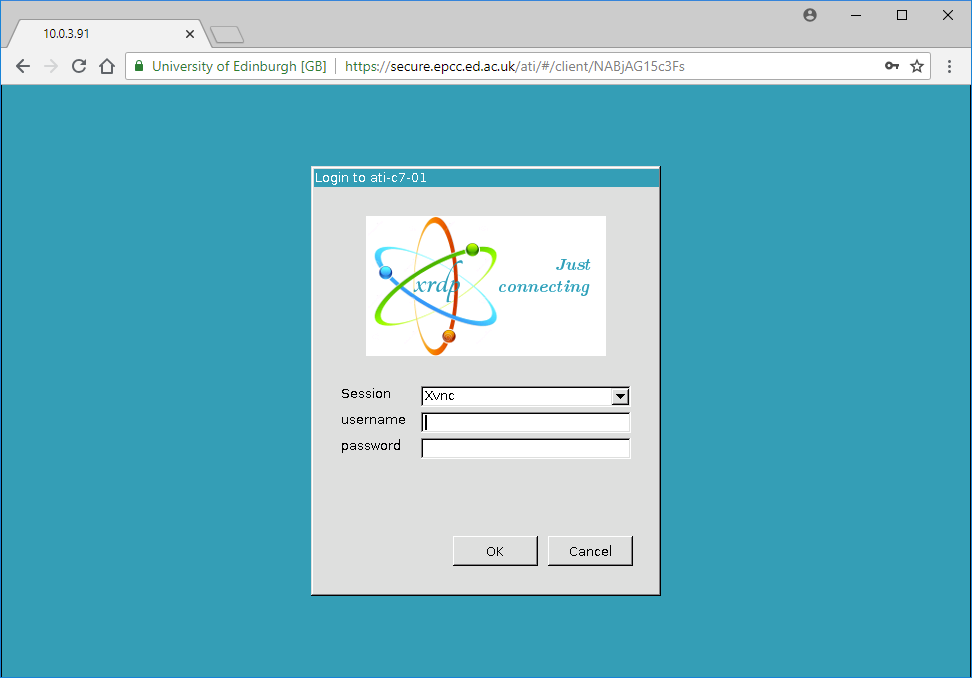 10.0.3.91
University of Edinburgh [GB] https://secure.epcc.ed.ac.uk/ati/#/client/NABjAG15c3Fs
Login to ati-c7-01
xrdp
Just
connecting
Session Xvnc
username
password
OK Cancel